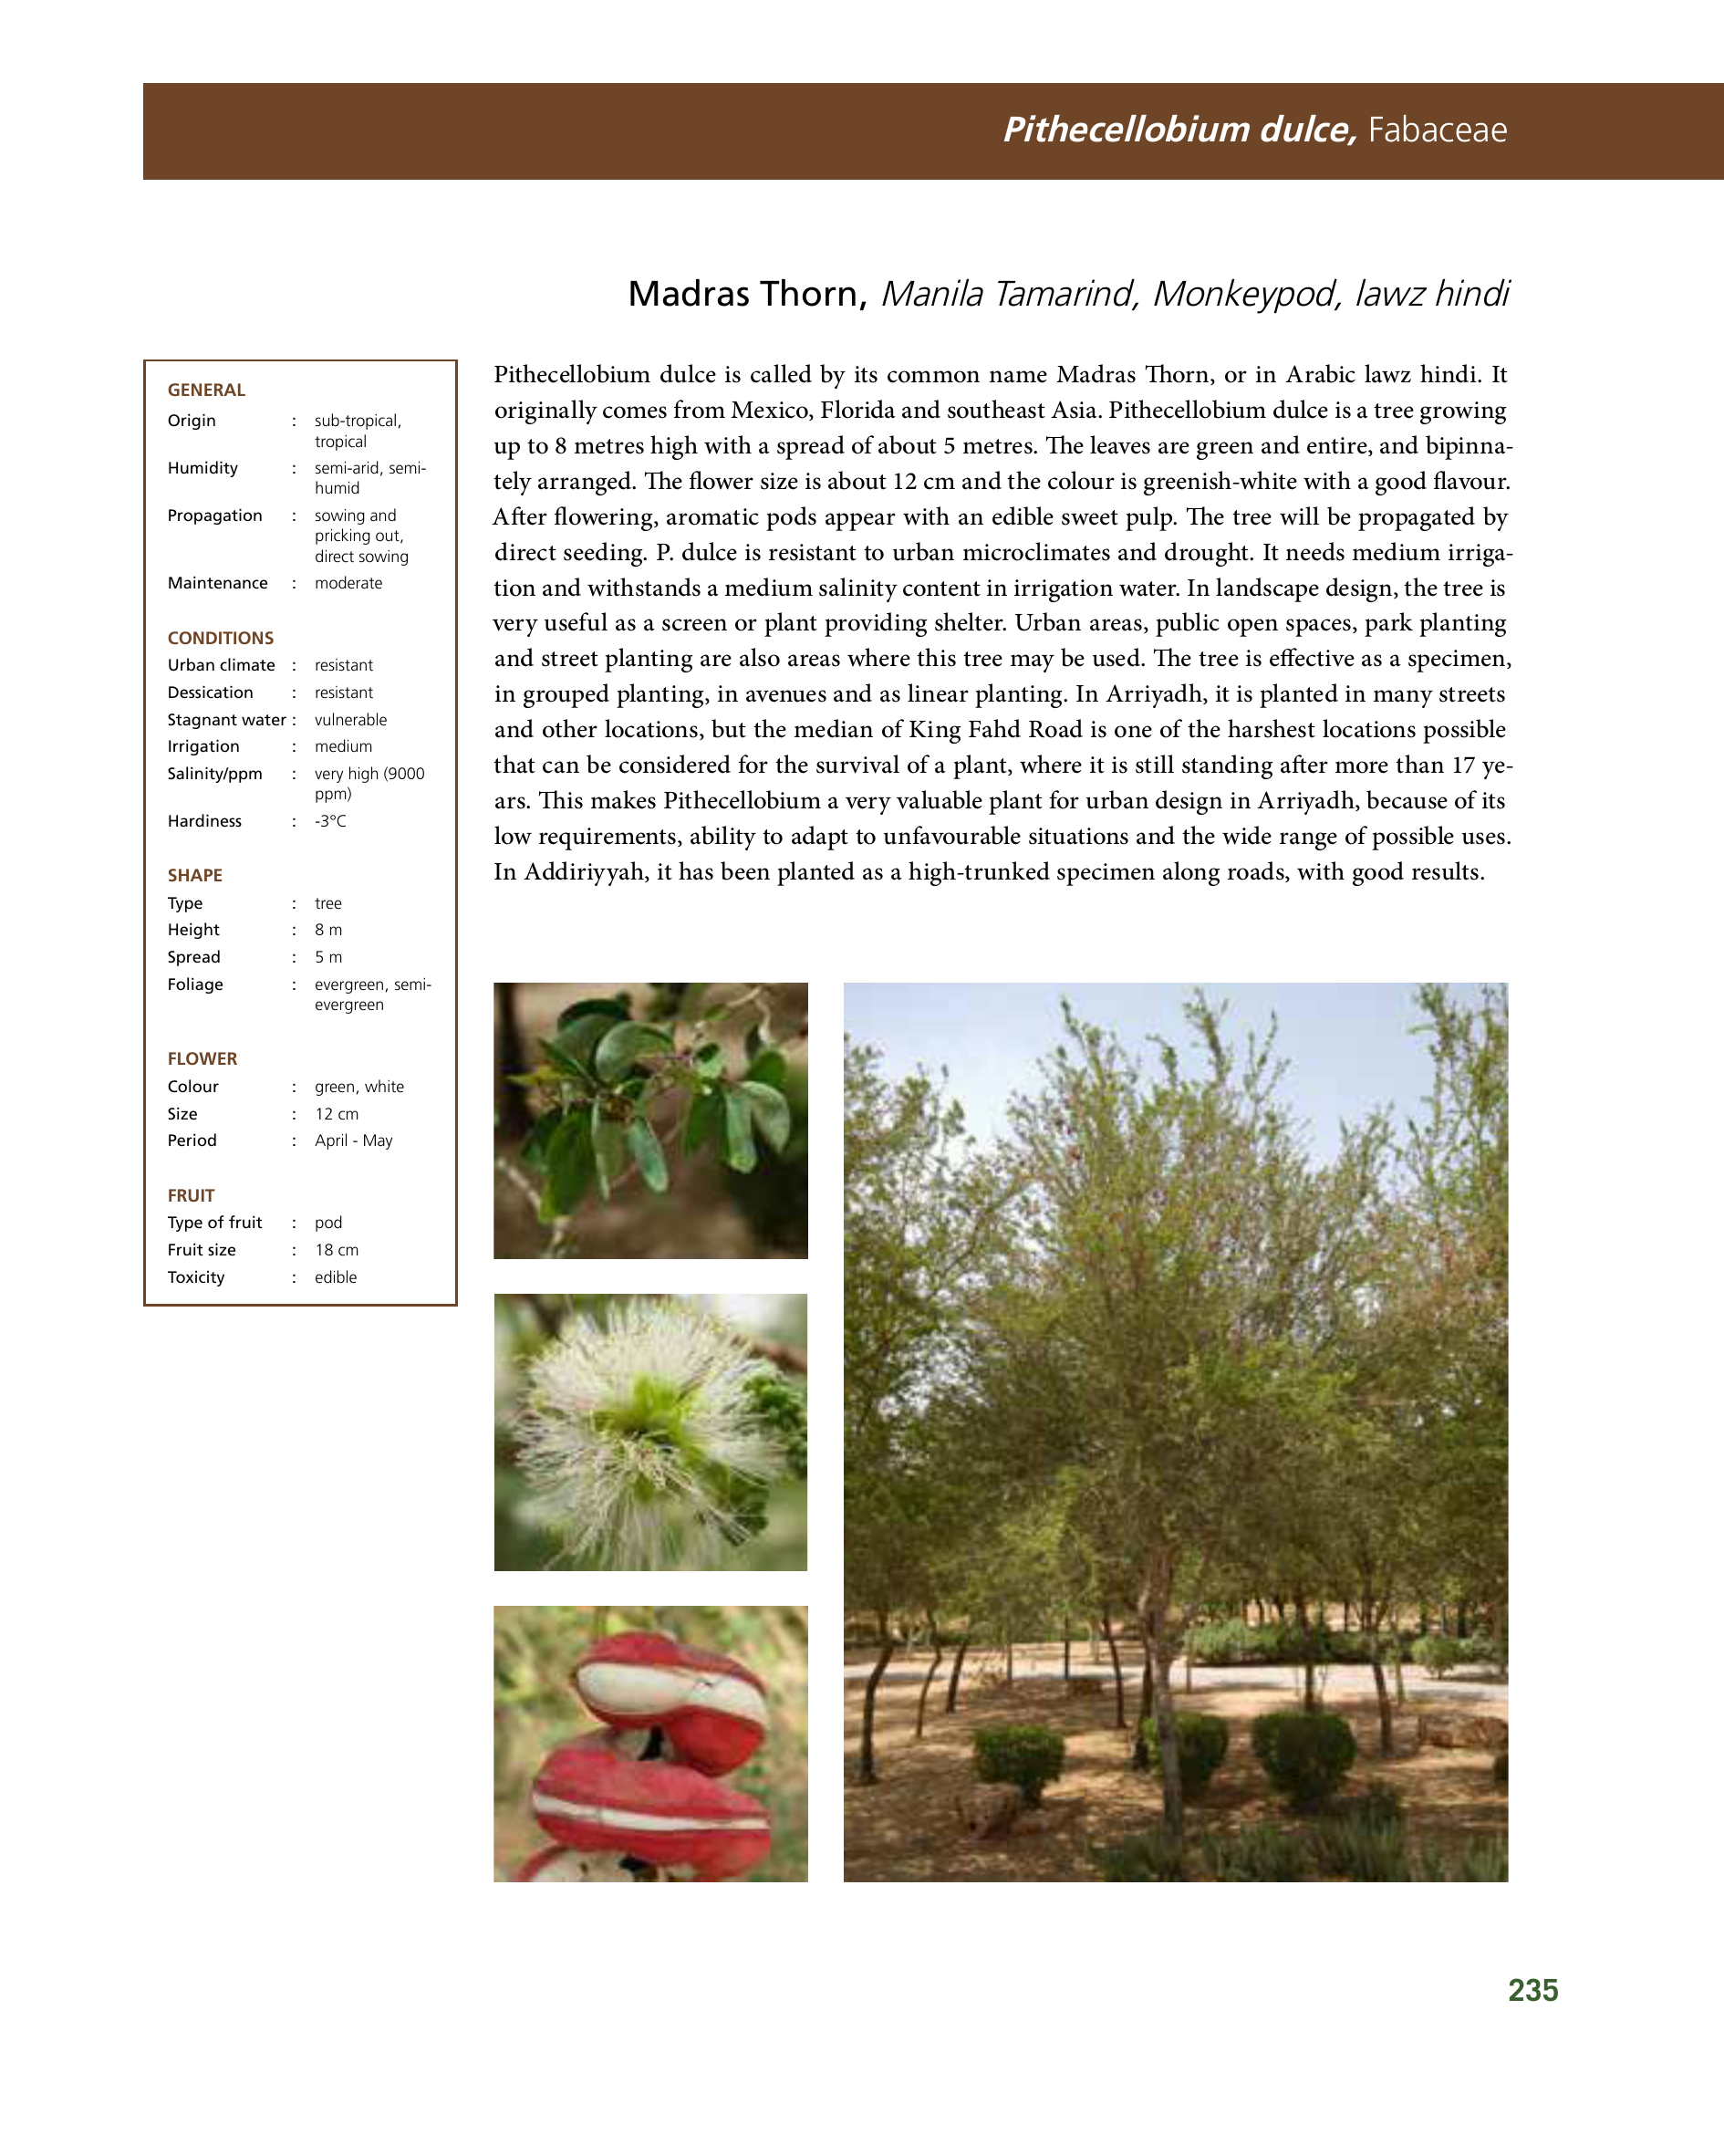 Pithecellobium dulce, Fabaceae
Madras Thorn, Manila Tamarind, Monkeypod, lawz hindi
GENERAL
Origin : sub-tropical,
tropical
Humidity : semi-arid, semi-
humid
Propagation : sowing and
pricking out,
direct sowing
Maintenance : moderate
CONDITIONS
Urban climate : resistant
Dessication : resistant
Stagnant water : vulnerable
Irrigation : medium
Salinity/ppm : very high (9000
ppm)
Hardiness : -3°C
SHAPE
Type : tree
Height : 8 m
Spread : 5 m
Foliage : evergreen, semi-
evergreen
FLOWER
Colour : green, white
Size : 12 cm
Period : April - May
FRUIT
Type of fruit : pod
Fruit size : 18 cm
Toxicity : edible
Pithecellobium dulce is called by its common name Madras Thorn, or in Arabic lawz hindi. It
originally comes from Mexico, Florida and southeast Asia. Pithecellobium dulce is a tree growing
up to 8 metres high with a spread of about 5 metres. The leaves are green and entire, and bipinna-
tely arranged. The flower size is about 12 cm and the colour is greenish-white with a good flavour.
After flowering, aromatic pods appear with an edible sweet pulp. The tree will be propagated by
direct seeding. P. dulce is resistant to urban microclimates and drought. It needs medium irriga-
tion and withstands a medium salinity content in irrigation water. In landscape design, the tree is
very useful as a screen or plant providing shelter. Urban areas, public open spaces, park planting
and street planting are also areas where this tree may be used. The tree is effective as a specimen,
in grouped planting, in avenues and as linear planting. In Arriyadh, it is planted in many streets
and other locations, but the median of King Fahd Road is one of the harshest locations possible
that can be considered for the survival of a plant, where it is still standing after more than 17 ye-
ars. This makes Pithecellobium a very valuable plant for urban design in Arriyadh, because of its
low requirements, ability to adapt to unfavourable situations and the wide range of possible uses.
In Addiriyyah, it has been planted as a high-trunked specimen along roads, with good results.
235